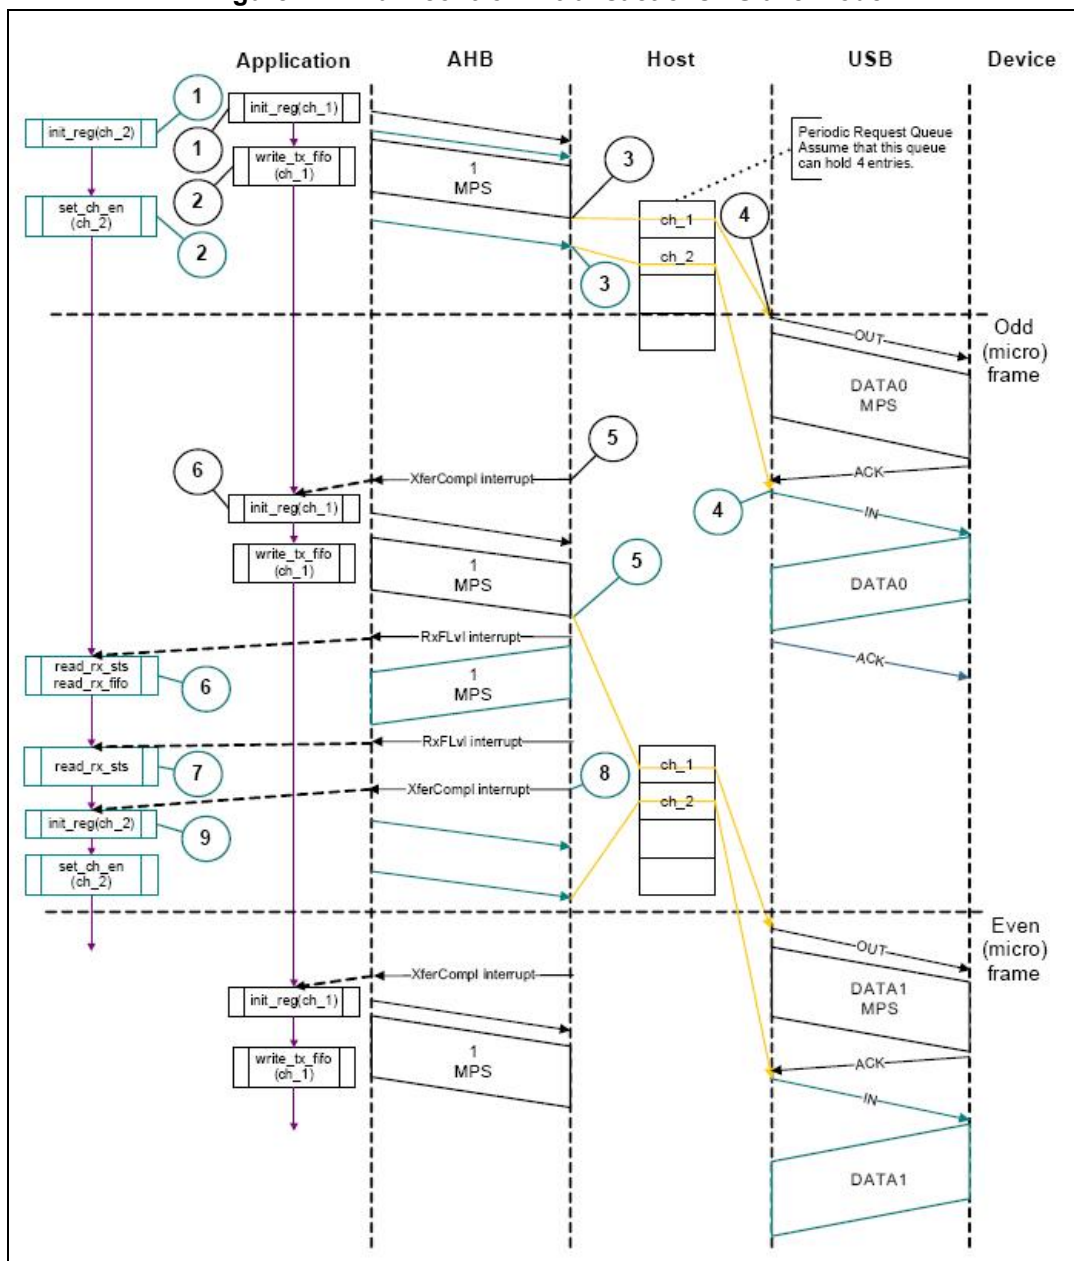 Application AHB Host USB Device
1
init_reg(ch_1)
init_reg(ch_2)
1
Periodic Request Queue
Assume that this queue
can hold 4 entries.
write_tx_fifo
(ch_1)
1
MPS
3
2
set_ch_en
(ch_2)
4
ch_1
2
ch_2
3
Odd
(micro)
frame
OUT
DATA0
MPS
5
6
XferCompl interrupt
ACK
init_reg(ch_1)
4
IN
write_tx_fifo
(ch_1)
1
MPS
5
DATA0
RxFLvl interrupt
ACK
read_rx_sts
read_rx_fifo
6
1
MPS
RxFLvl interrupt
read_rx_sts
7
ch_1
8
XferCompl interrupt
ch_2
init_reg(ch_2)
9
set_ch_en
(ch_2)
Even
(micro)
frame
OUT
XferCompl interrupt
init_reg(ch_1)
DATA1
MPS
write_tx_fifo
(ch_1)
1
MPS
ACK
IN
DATA1